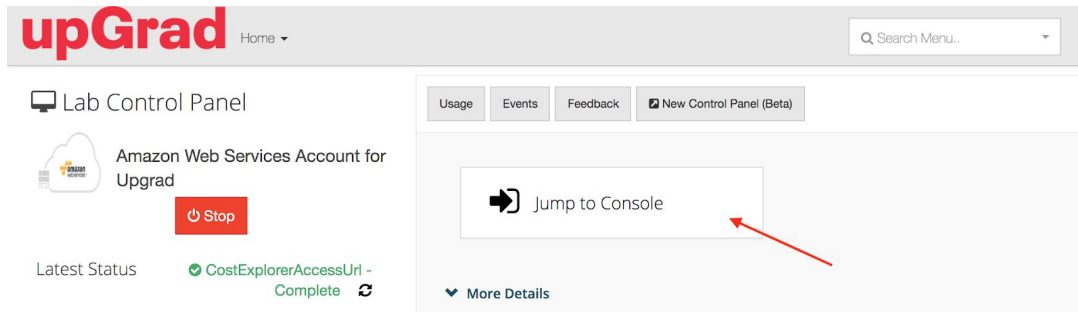 upGrad
Home
Search Menu..
Lab Control Panel
Amazon Web Services Account for
Upgrad
Stop
Latest Status
CostExplorerAccessUrl -
Complete
Usage
Events
Feedback
New Control Panel (Beta)
Jump to Console
More Details